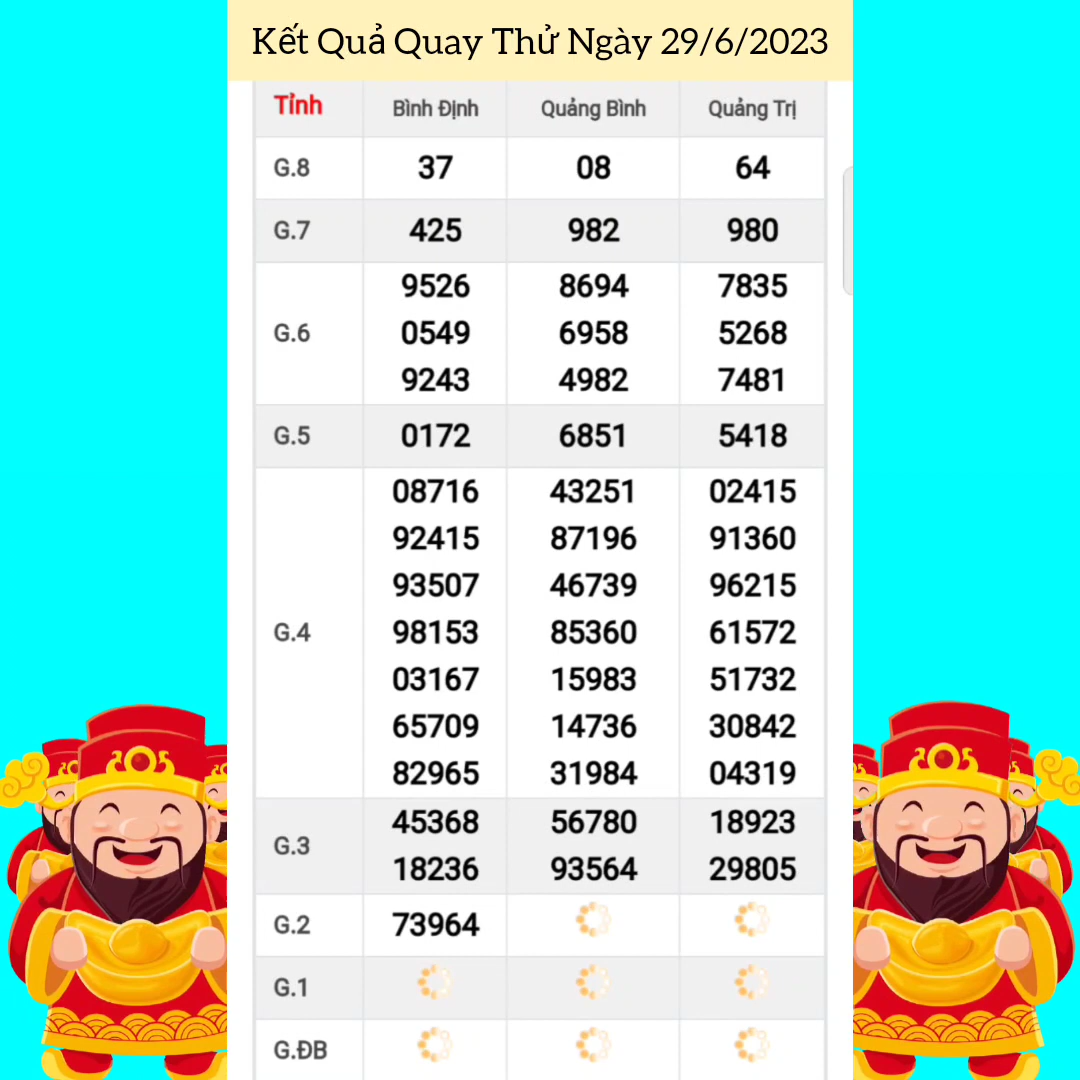 Kết Quả Quay Thử Ngày 29/6/2023
Tỉnh Bình Định Quảng Bình Quảng Trị
G.8 37 08 64
G.7 425 982 980
9526 8694 7835
G.6 0549 6958 5268
9243 4982 7481
G.5 0172 6851 5418
08716 43251 02415
92415 87196 91360
93507 46739 96215
G.4 98153 85360 61572
03167 15983 51732
65709 14736 30842
82965 31984 04319
45368 56780 18923
G.3
18236 93564 29805
G.2 73964
G.1
G.ĐB